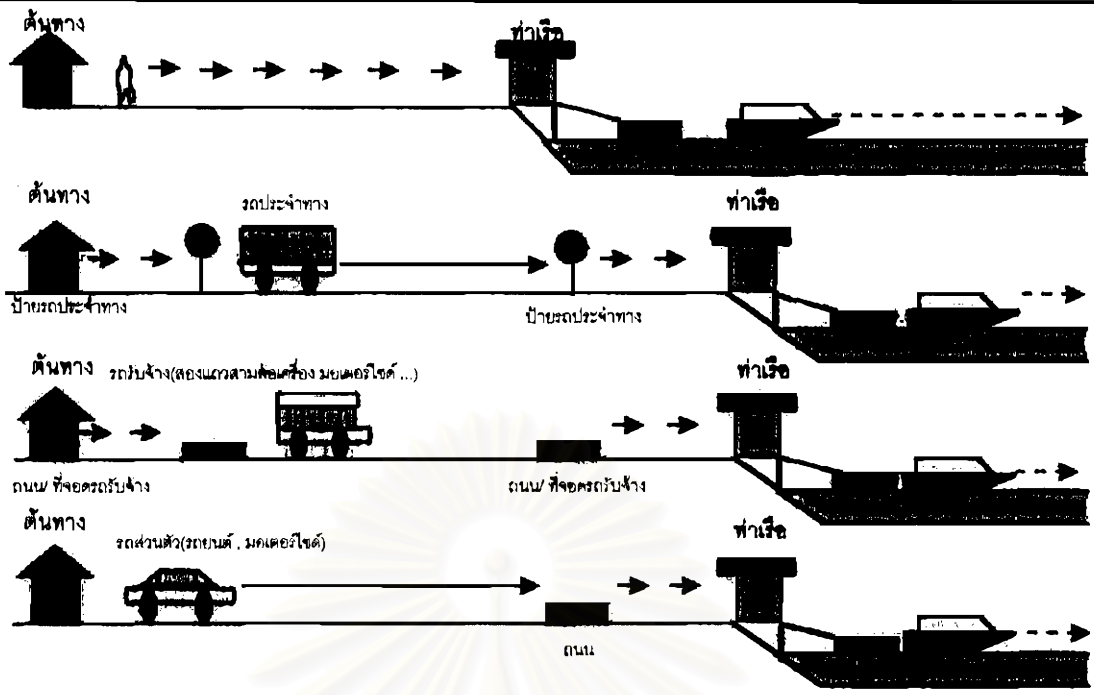 ต้นทาง
ท่าเรือ
ต้นทาง
รถประจำทาง
ท่าเรือ
ป้ายรถประจำทาง
ป้ายรถประจำทาง
ต้นทาง
รถรับจ้าง(สองแถวสามล้อเครื่อง มอเตอร์ไซด์ ...)
ท่าเรือ
ถนน/ ที่จอดรถรับจ้าง
ถนน/ ที่จอดรถรับจ้าง
ต้นทาง
รถส่วนตัว(รถยนต์ , มอเตอร์ไซด์)
ท่าเรือ
ถนน